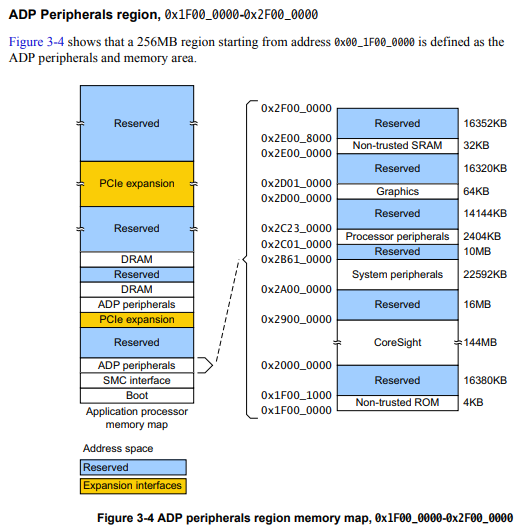 ADP Peripherals region, 0x1F00_0000-0x2F00_0000
Figure 3-4 shows that a 256MB region starting from address 0x00_1F00_0000 is defined as the
ADP peripherals and memory area.
Reserved
PCIe expansion
Reserved
DRAM
Reserved
DRAM
ADP peripherals
PCIe expansion
Reserved
ADP peripherals
SMC interface
Boot
Application processor
memory map
0x2F00_0000
Reserved 16352KB
0x2E00_8000
Non-trusted SRAM 32KB
0x2E00_0000
Reserved 16320KB
0x2D01_0000
Graphics 64KB
0x2D00_0000
Reserved 14144KB
0x2C23_0000
Processor peripherals 2404KB
0x2C01_0000
Reserved 10MB
0x2B61_0000
System peripherals 22592KB
0x2A00_0000
Reserved 16MB
0x2900_0000
CoreSight 144MB
0x2000_0000
Reserved 16380KB
0x1F00_1000
Non-trusted ROM 4KB
0x1F00_0000
Address space
Reserved
Expansion interfaces
Figure 3-4 ADP peripherals region memory map, 0x1F00_0000-0x2F00_0000